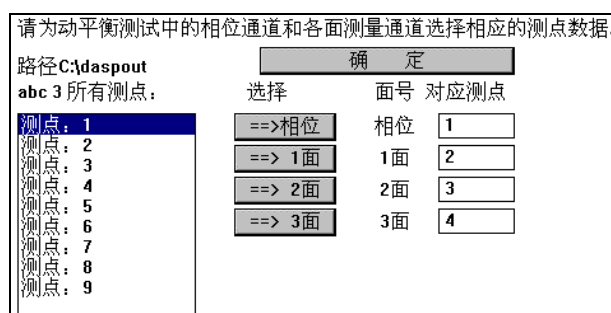 请为动平衡测试中的相位通道和各面测量通道选择相应的测点数据.
确 定
路径C:\daspout
abc 3 所有测点: 选择 面号 对应测点
测点: 1 ==>相位 相位 1
测点: 2
测点: 3 ==> 1面 1面 2
测点: 4
测点: 5 ==> 2面 2面 3
测点: 6
测点: 7 ==> 3面 3面 4
测点: 8
测点: 9